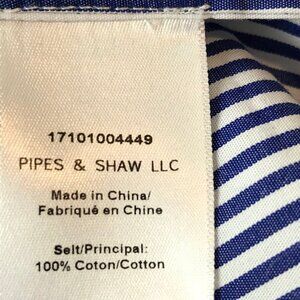 17101004449
PIPES & SHAW LLC
Made in China/
Fabriqué en Chine
Self/Principal:
100% Coton/Cotton